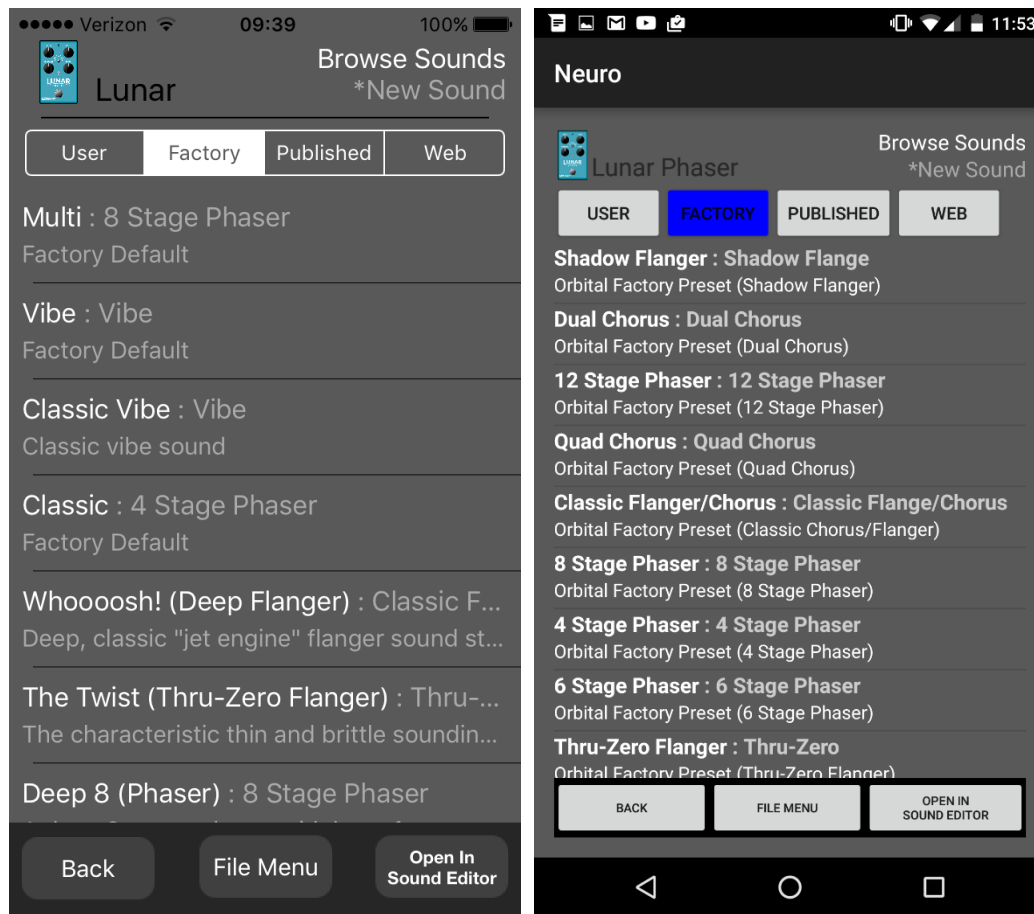 Verizon 09:39 100%
LUNAR
Lunar
Browse Sounds
*New Sound
User Factory Published Web
Multi : 8 Stage Phaser
Factory Default
Vibe : Vibe
Factory Default
Classic Vibe : Vibe
Classic vibe sound
Classic : 4 Stage Phaser
Factory Default
Whoooosh! (Deep Flanger) : Classic F...
Deep, classic "jet engine" flanger sound st...
The Twist (Thru-Zero Flanger) : Thru-...
The characteristic thin and brittle soundin...
Deep 8 (Phaser) : 8 Stage Phaser
Back File Menu Open In
Sound Editor
11:53
Neuro
LUNAR
Lunar Phaser
Browse Sounds
*New Sound
USER FACTORY PUBLISHED WEB
Shadow Flanger : Shadow Flange
Orbital Factory Preset (Shadow Flanger)
Dual Chorus : Dual Chorus
Orbital Factory Preset (Dual Chorus)
12 Stage Phaser : 12 Stage Phaser
Orbital Factory Preset (12 Stage Phaser)
Quad Chorus : Quad Chorus
Orbital Factory Preset (Quad Chorus)
Classic Flanger/Chorus : Classic Flange/Chorus
Orbital Factory Preset (Classic Chorus/Flanger)
8 Stage Phaser : 8 Stage Phaser
Orbital Factory Preset (8 Stage Phaser)
4 Stage Phaser : 4 Stage Phaser
Orbital Factory Preset (4 Stage Phaser)
6 Stage Phaser : 6 Stage Phaser
Orbital Factory Preset (6 Stage Phaser)
Thru-Zero Flanger : Thru-Zero
Orbital Factory Preset (Thru-Zero Flanger)
BACK FILE MENU OPEN IN
SOUND EDITOR